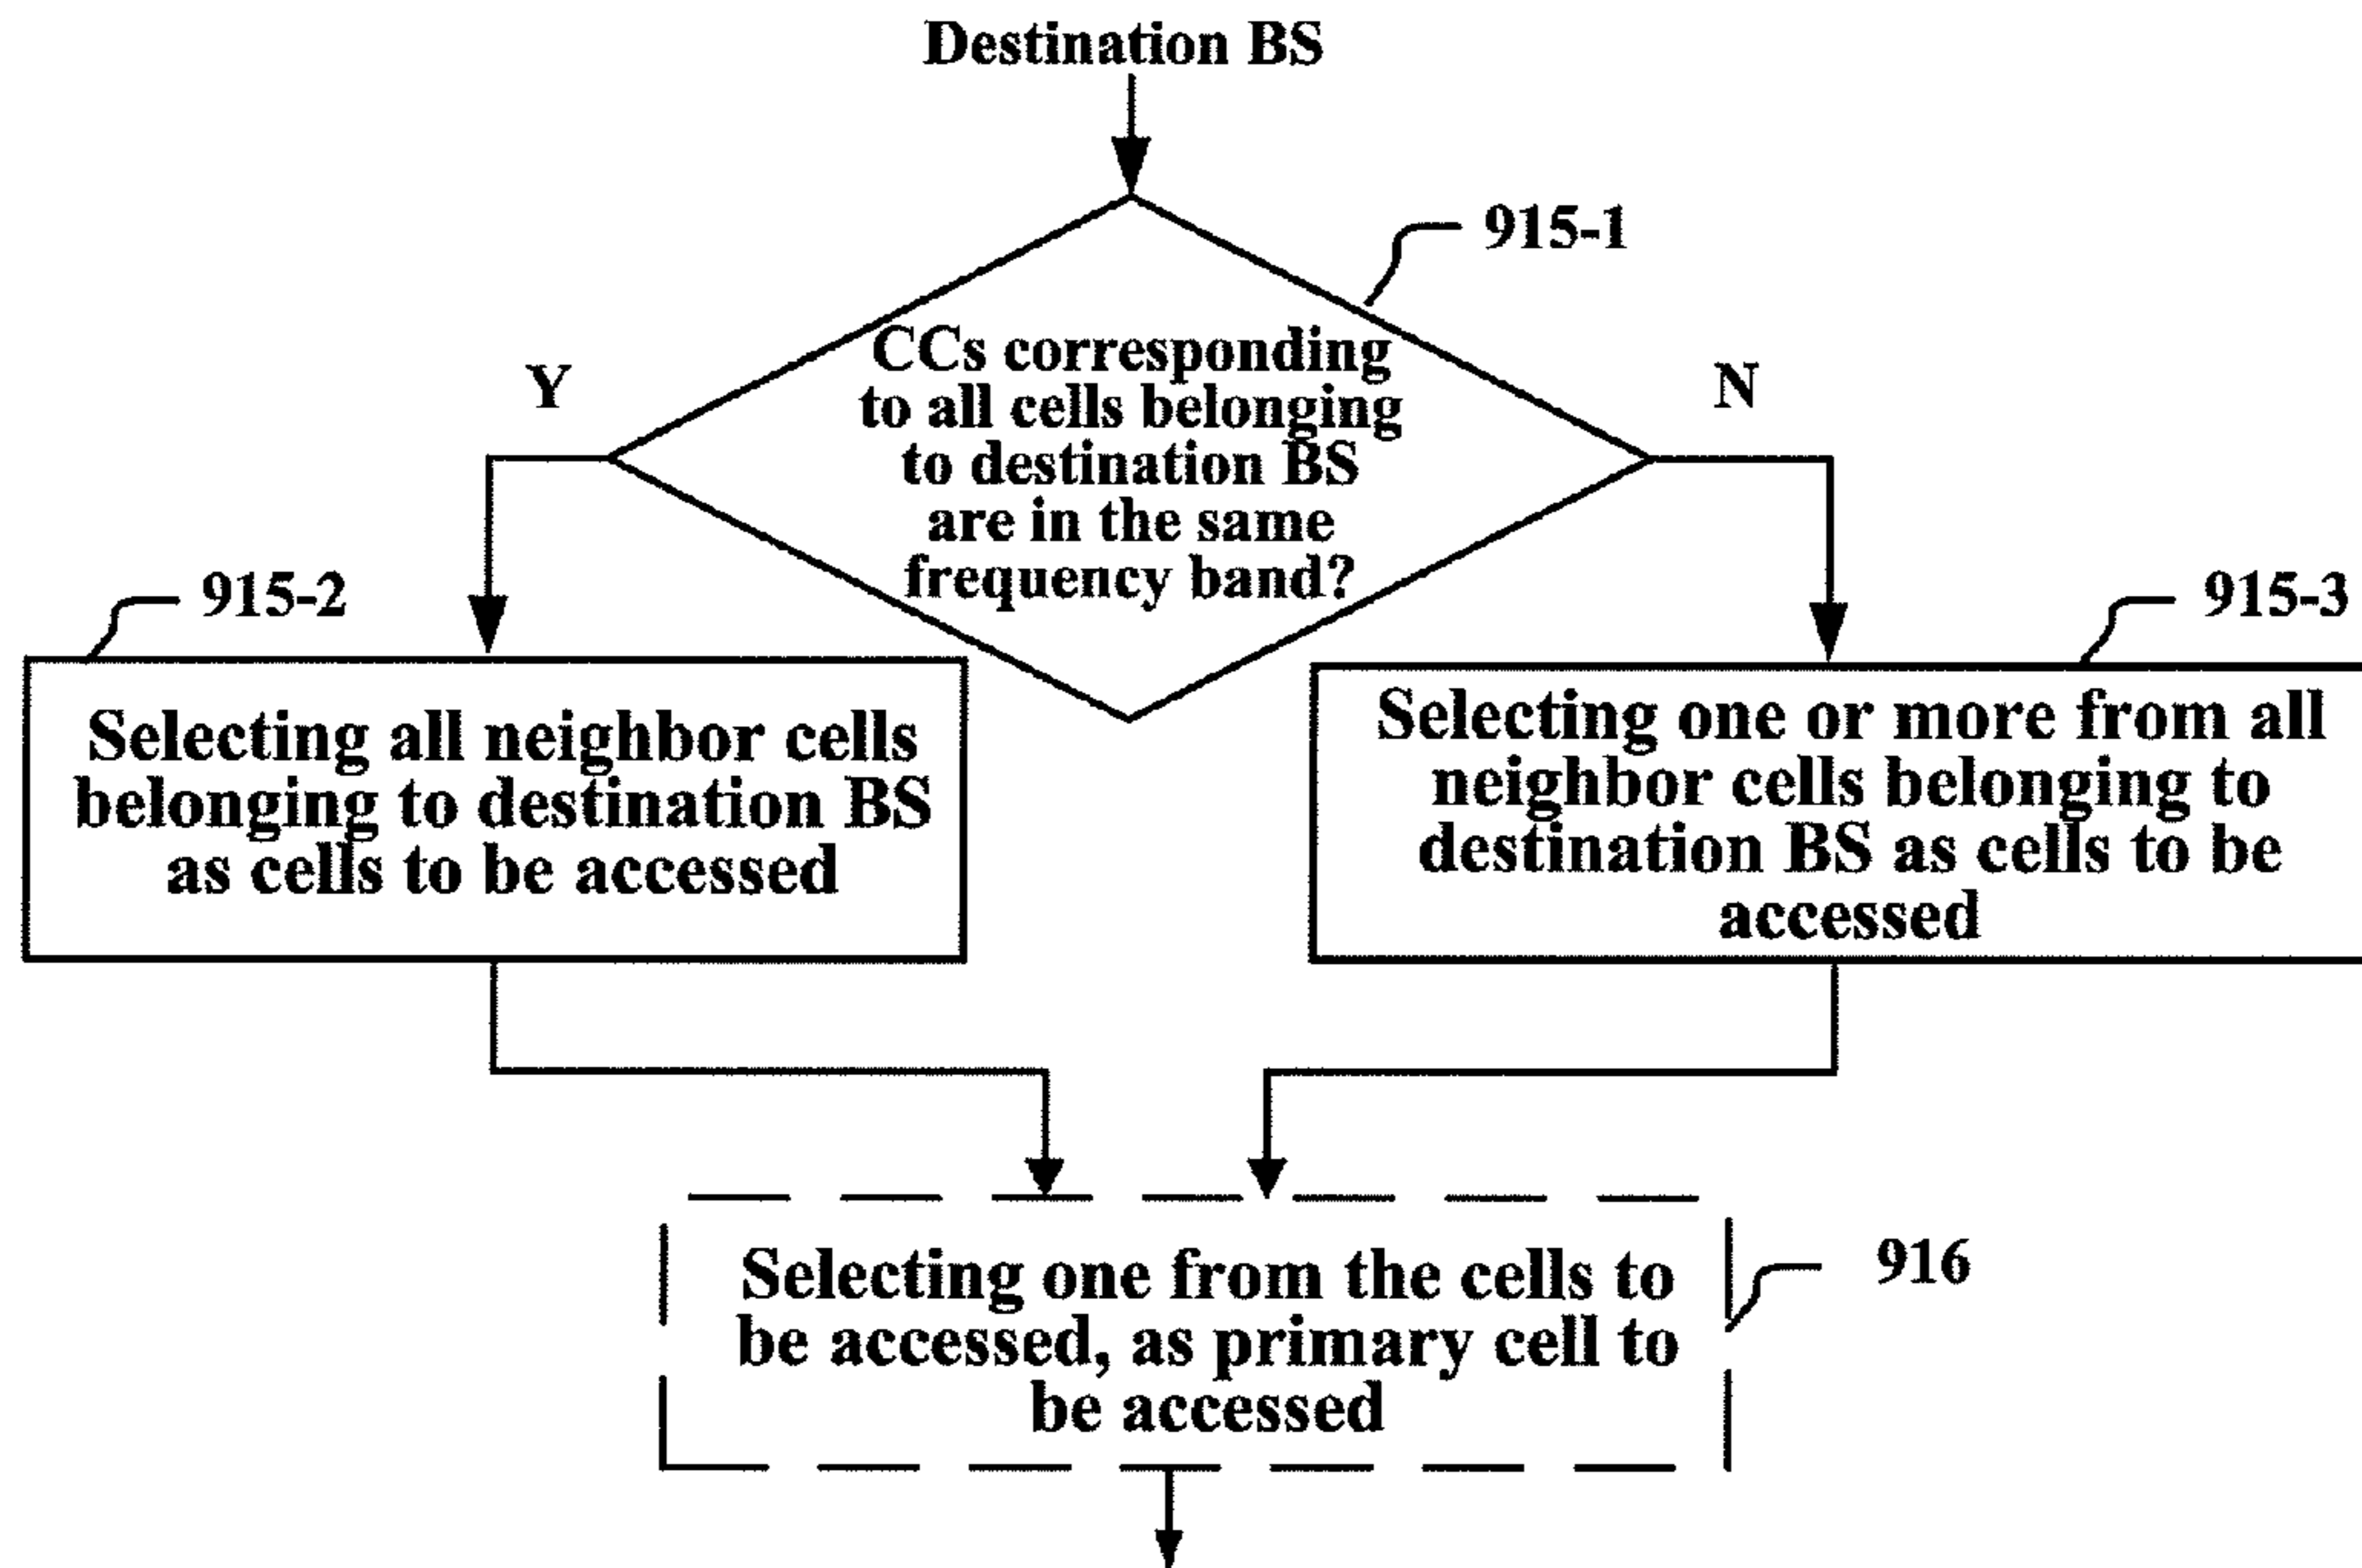 Destination BS
915-1
CCs corresponding
to all cells belonging
to destination BS
are in the same
frequency band?
Y
N
915-2
915-3
Selecting all neighbor cells
belonging to destination BS
as cells to be accessed
Selecting one or more from all
neighbor cells belonging to
destination BS as cells to be
accessed
Selecting one from the cells to
be accessed, as primary cell to
be accessed
916